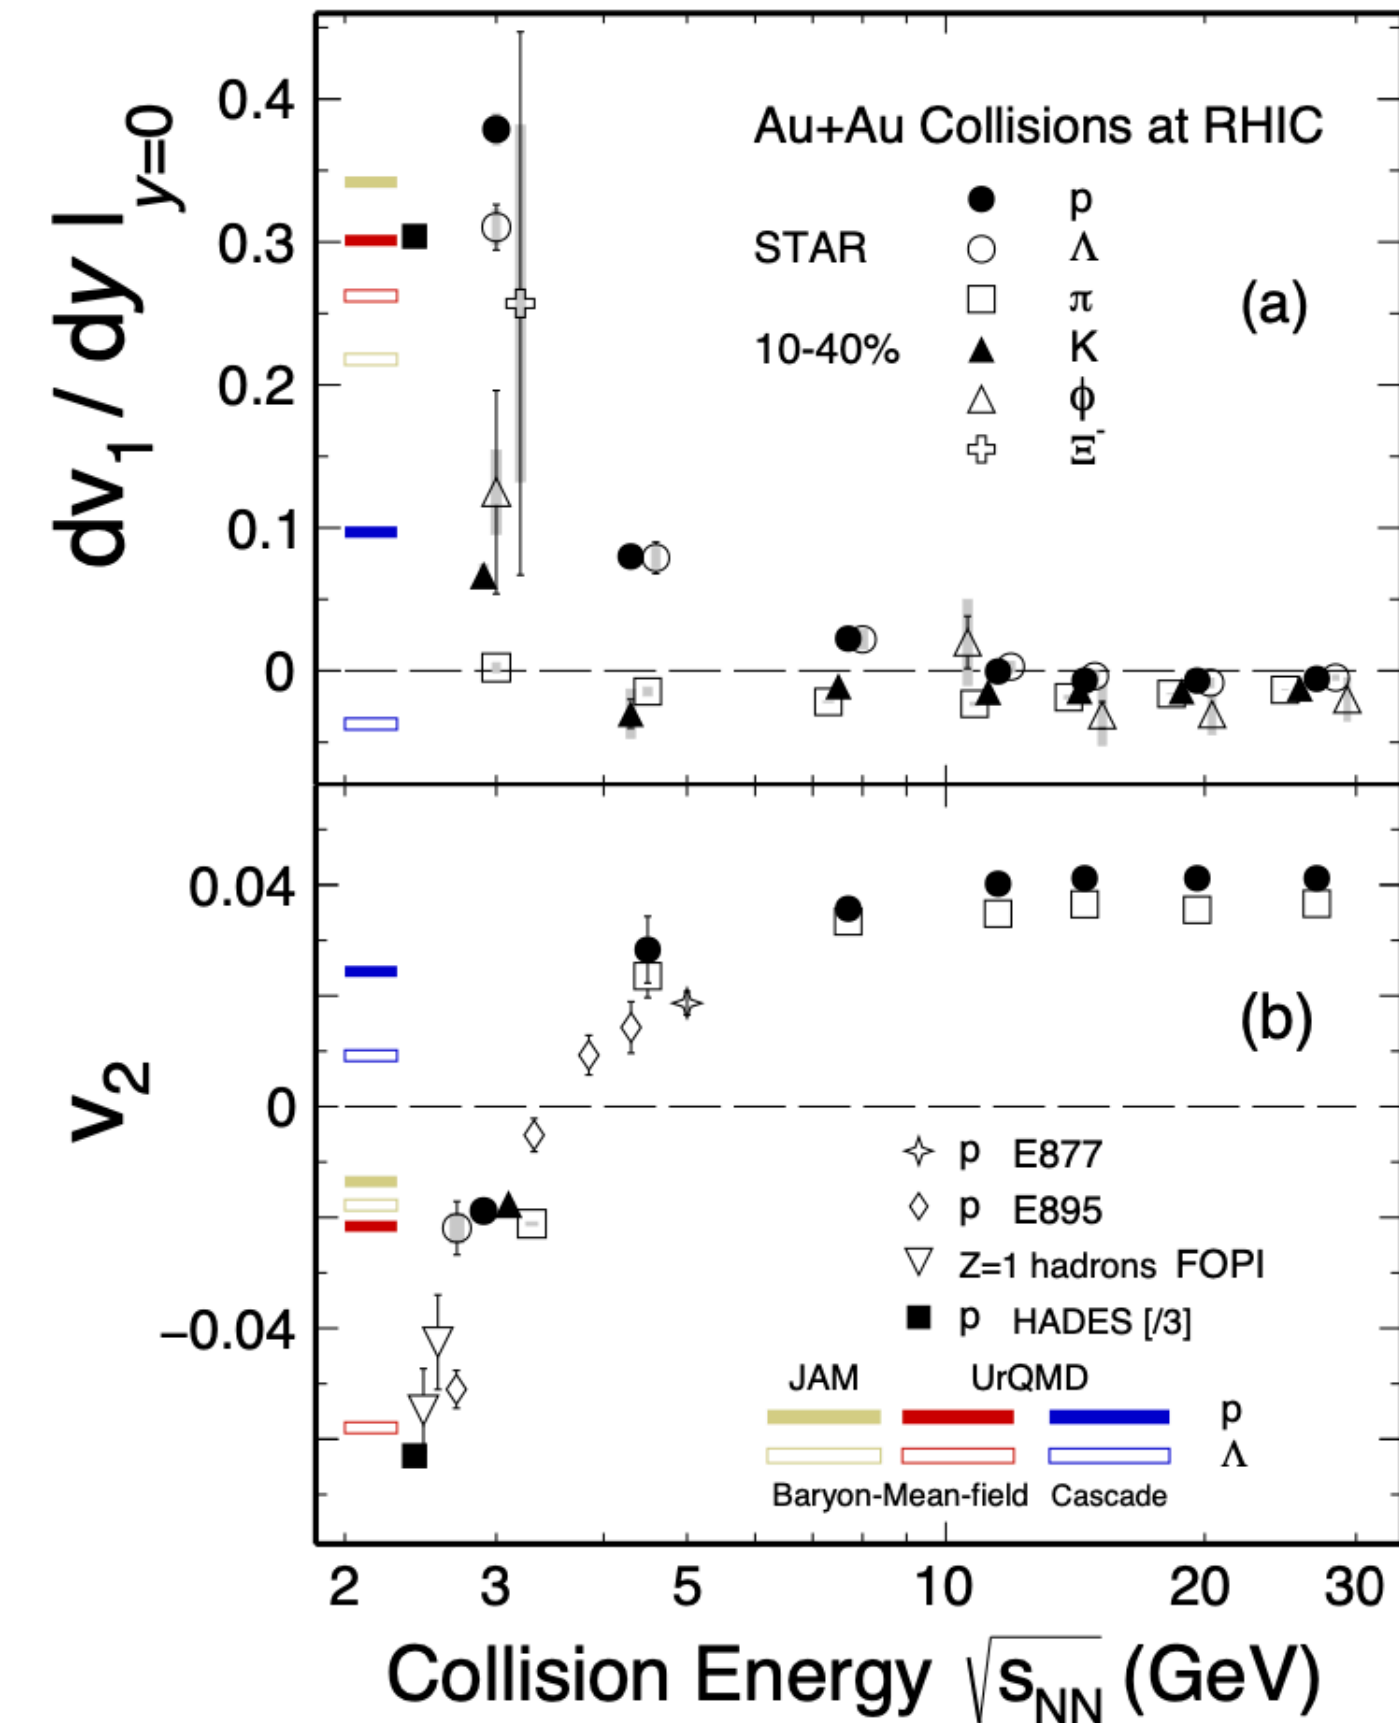 dv1 / dy | y=0
0.4
0.3
0.2
0.1
0
Au+Au Collisions at RHIC
p
STAR
Λ
π
10-40%
K
ϕ
Ξ-
(a)
v2
0.04
0
−0.04
(b)
p E877
p E895
Z=1 hadrons FOPI
p HADES [/3]
JAM UrQMD
p
Λ
Baryon-Mean-field Cascade
2 3 5 10 20 30
Collision Energy √sNN (GeV)